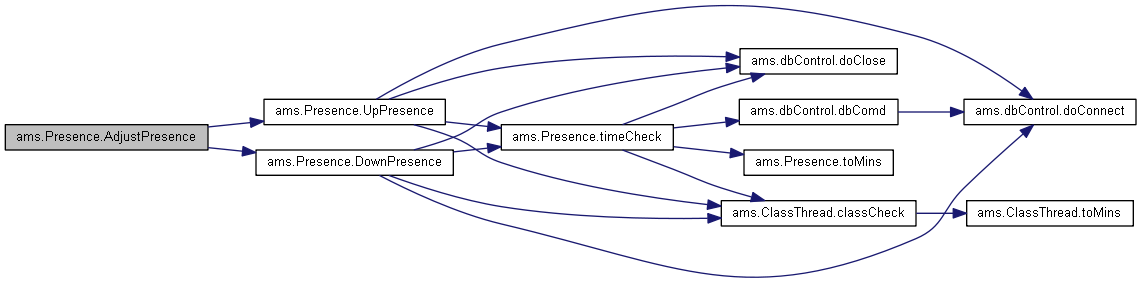 ams.Presence.AdjustPresence
ams.Presence.UpPresence
ams.Presence.DownPresence
ams.Presence.timeCheck
ams.dbControl.doClose
ams.dbControl.dbComd
ams.Presence.toMins
ams.ClassThread.classCheck
ams.dbControl.doConnect
ams.ClassThread.toMins